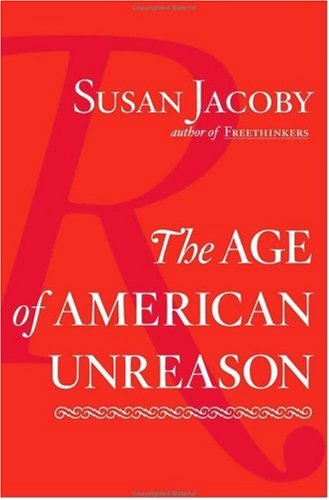 SUSAN JACOBY
author of FREETHINKERS
R
The AGE
of AMERICAN
UNREASON